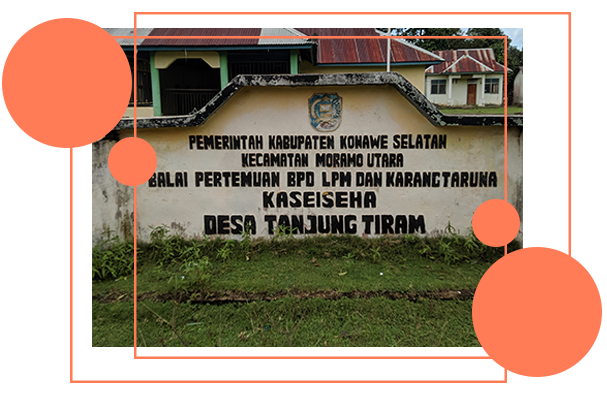 PEMERINTAH KABUPATEN KONAWE SELATAN
KECAMATAN MORAMO UTARA
BALAI PERTEMUAN BPD LPM DAN KARANGTARUNA
KASEISEHA
DESA TANJUNG TIRAM